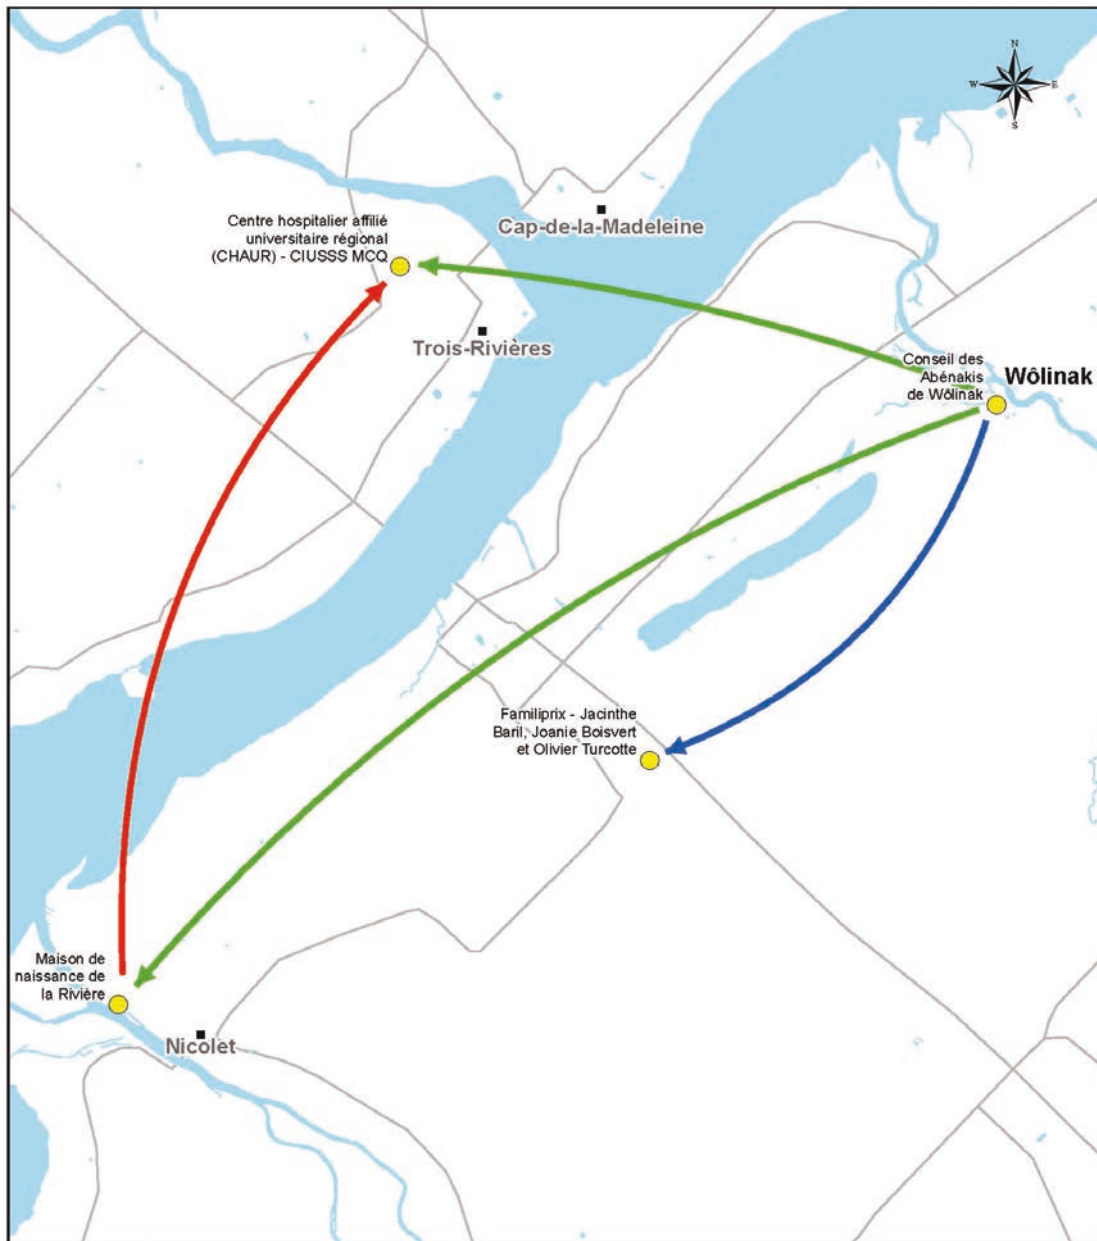 N
W E
S
Centre hospitalier affilié
universitaire régional
(CHAUR) - CIUSSS MCQ
Cap-de-la-Madeleine
Trois-Rivières
Conseil des
Abénakis
de Wôlinak
Wôlinak
Familiprix - Jacinthe
Baril, Joanie Boisvert
et Olivier Turcotte
Maison de
naissance de
la Rivière
Nicolet